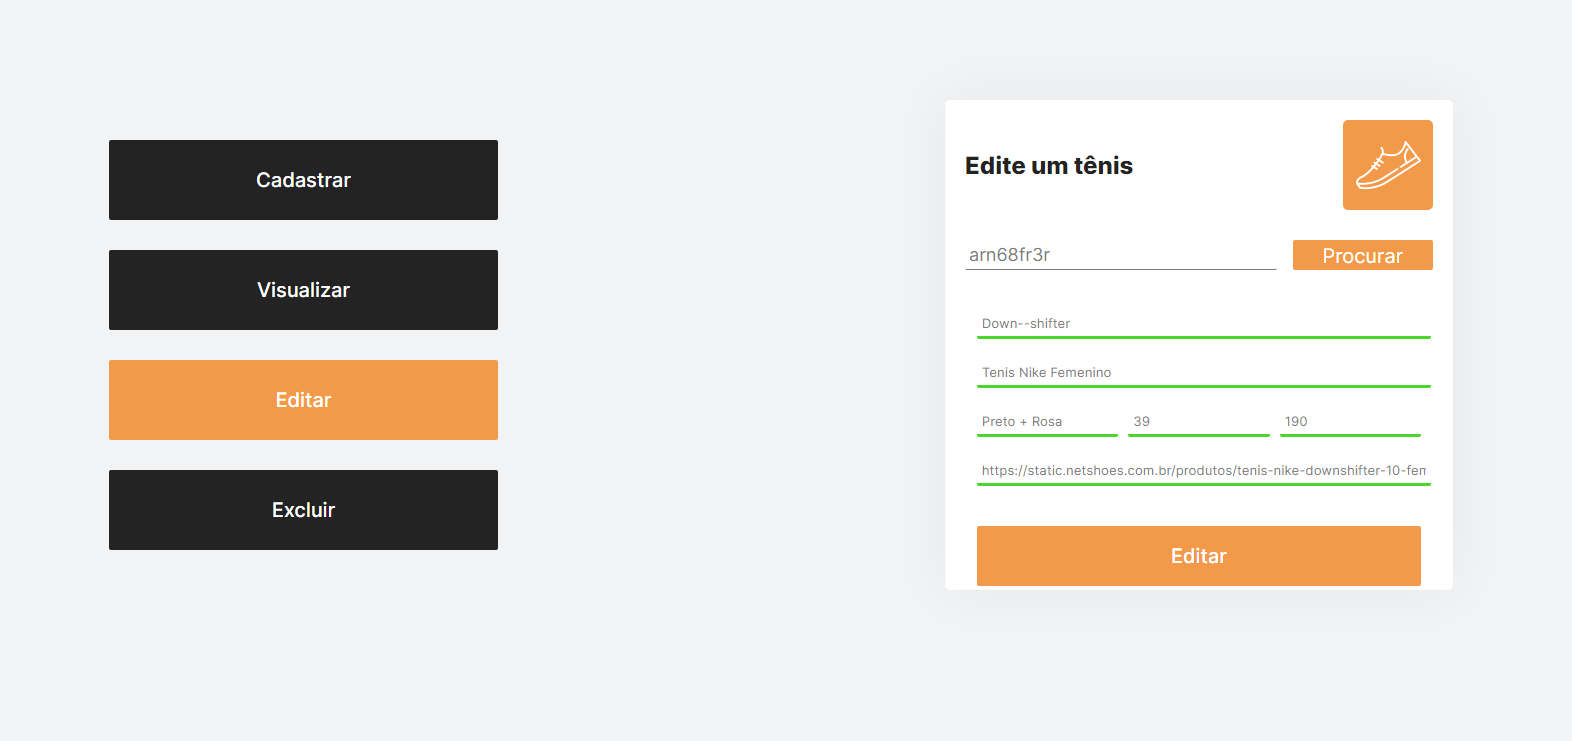 Cadastrar
Visualizar
Editar
Excluir
Edite um tênis
arn68fr3r
Procurar
Down--shifter
Tenis Nike Femenino
Preto + Rosa
39
190
https://static.netshoes.com.br/produtos/tenis-nike-downshifter-10-fem
Editar